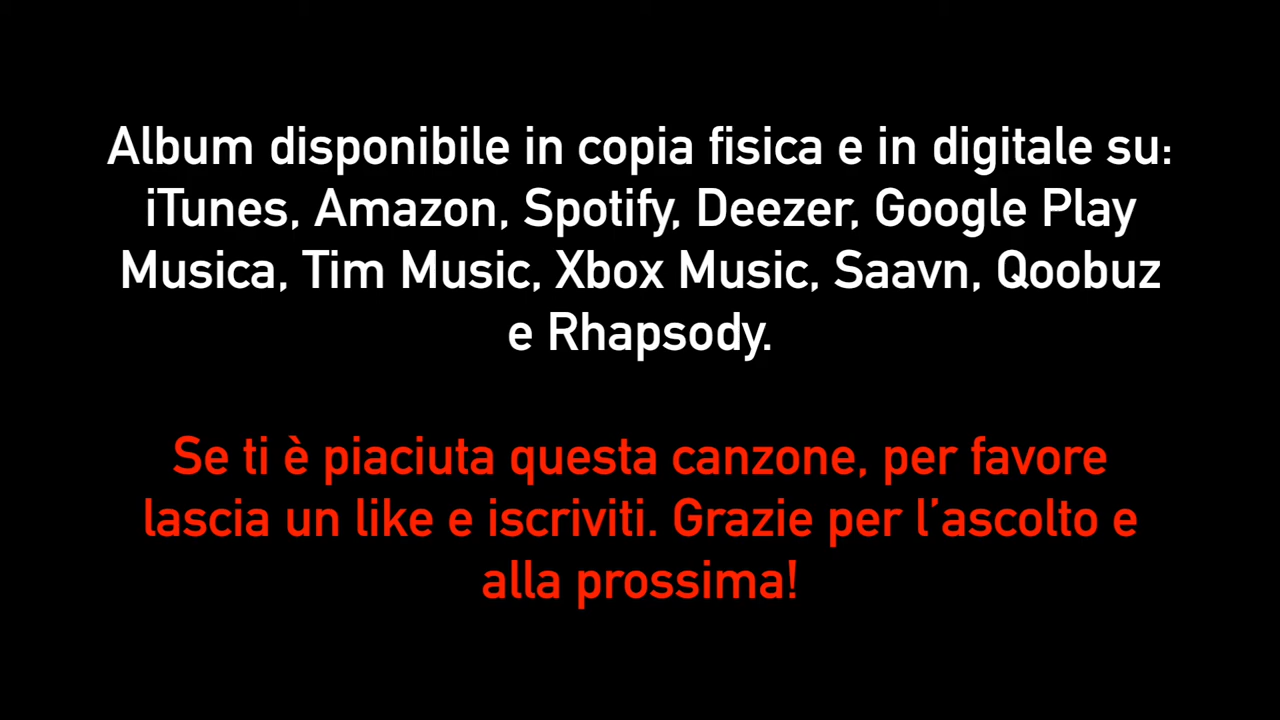 Album disponibile in copia fisica e in digitale su:
iTunes, Amazon, Spotify, Deezer, Google Play
Musica, Tim Music, Xbox Music, Saavn, Qoobuz
e Rhapsody.
Se ti è piaciuta questa canzone, per favore
lascia un like e iscriviti. Grazie per l’ascolto e
alla prossima!